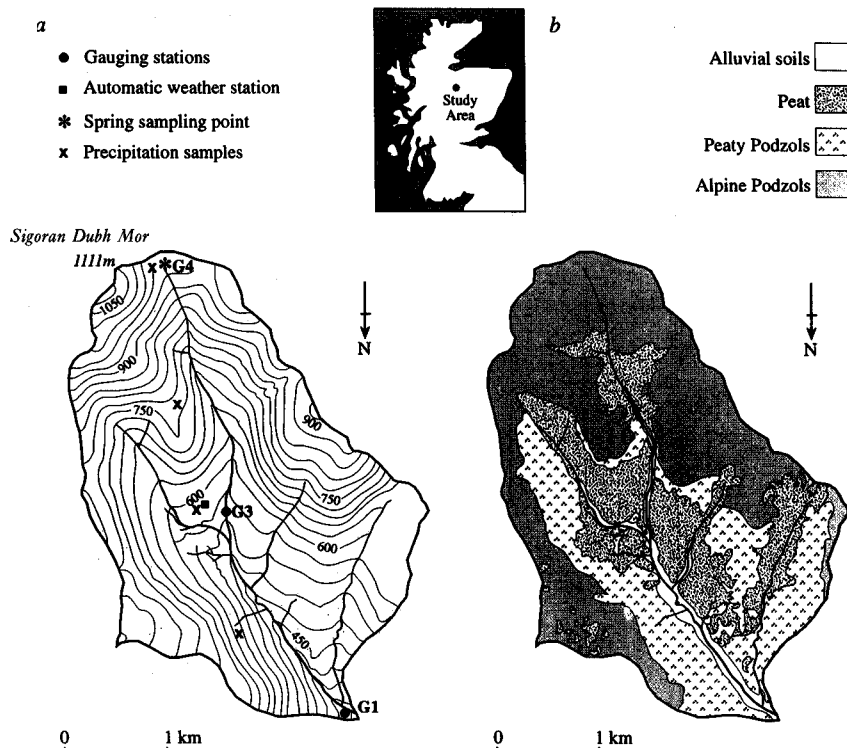 a
Gauging stations
Automatic weather station
Spring sampling point
Precipitation samples
Study
Area
b
Alluvial soils
Peat
Peaty Podzols
Alpine Podzols
Sigoran Dubh Mor
1111m
G4
1050
900
750
600
G3
900
750
600
450
G1
N
0 1 km
N
0 1 km